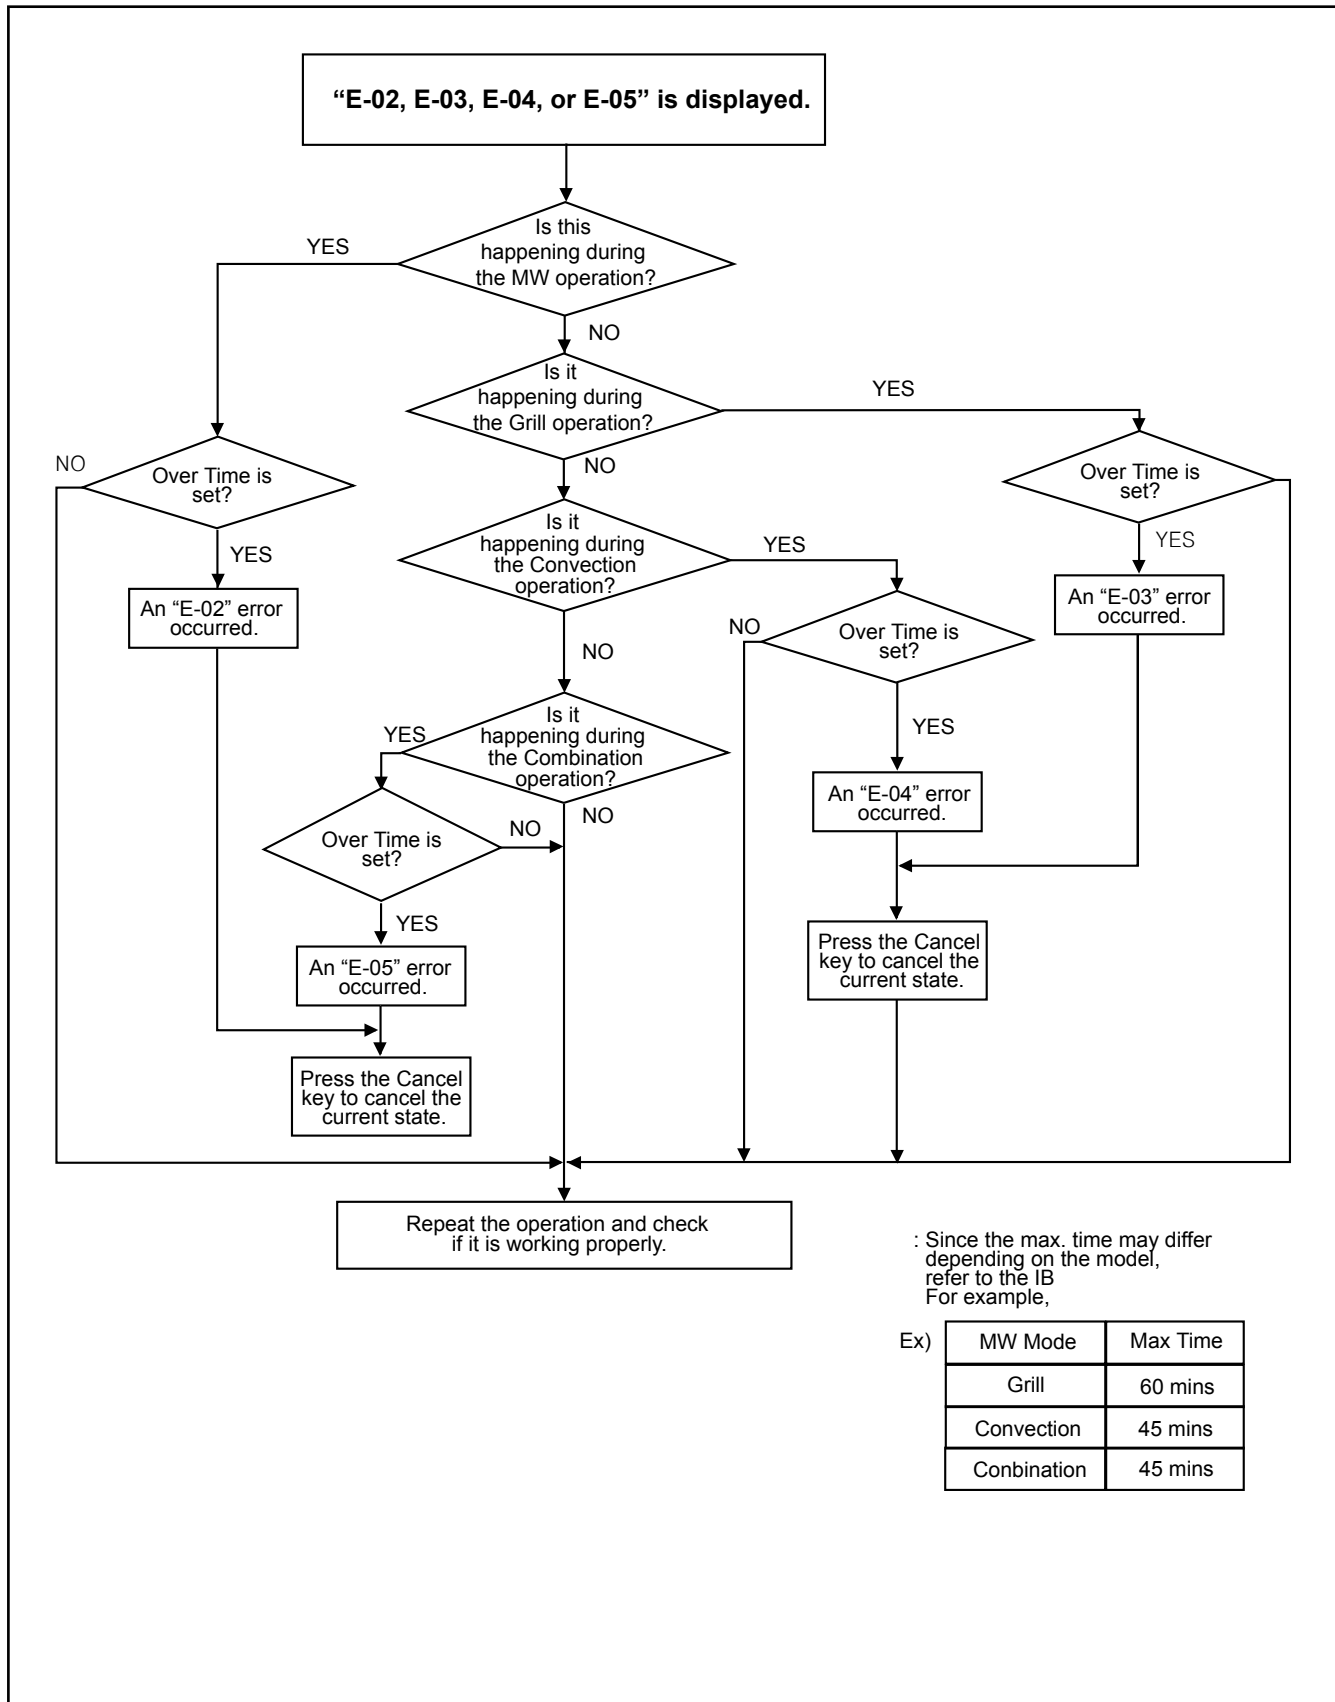 “E-02, E-03, E-04, or E-05” is displayed.
Is this
happening during
the MW operation?
YES
NO
Is it
happening during
the Grill operation?
YES
NO
Over Time is
set?
NO
YES
Over Time is
set?
YES
Is it
happening during
the Convection
operation?
YES
NO
An “E-02” error
occurred.
An “E-03” error
occurred.
Over Time is
set?
NO
YES
Is it
happening during
the Combination
operation?
YES
NO
An “E-04” error
occurred.
Over Time is
set?
NO
YES
Press the Cancel
key to cancel the
current state.
An “E-05” error
occurred.
Press the Cancel
key to cancel the
current state.
Repeat the operation and check
if it is working properly.
: Since the max. time may differ
depending on the model,
refer to the IB
For example,
Ex)
MW Mode Max Time
Grill 60 mins
Convection 45 mins
Conbination 45 mins